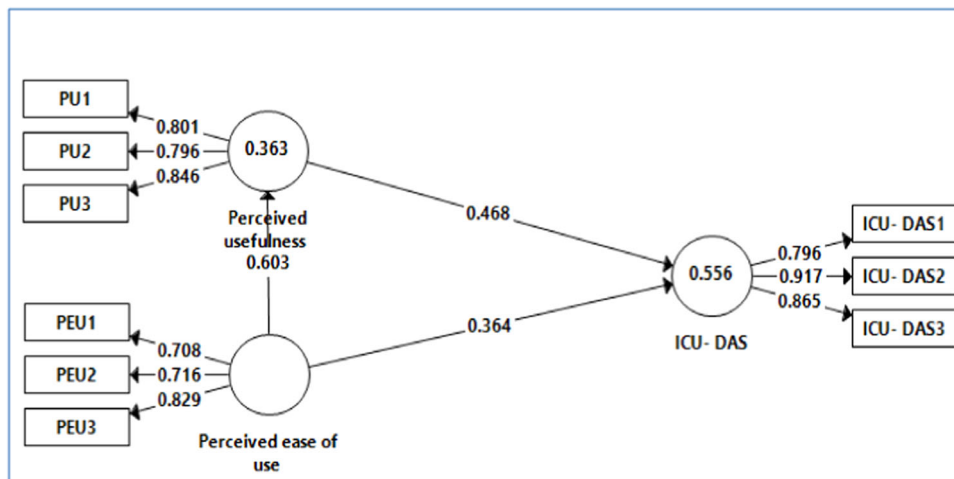 PU1
0.801
PU2
0.796
0.363
PU3
0.846
Perceived
usefulness
0.468
0.603
ICU- DAS1
0.796
0.556
0.917
ICU- DAS2
0.865
ICU- DAS3
ICU- DAS
0.364
PEU1
0.708
PEU2
0.716
PEU3
0.829
Perceived ease of
use